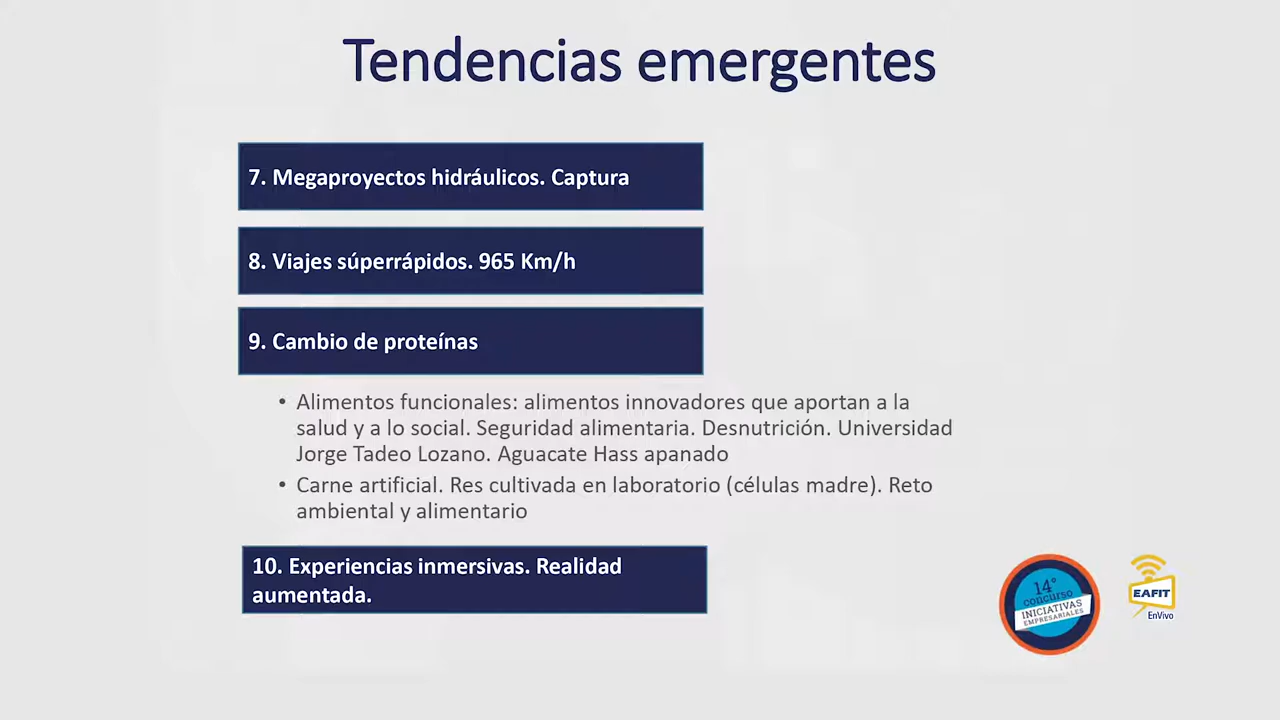 Tendencias emergentes
7. Megaproyectos hidráulicos. Captura
8. Viajes súperrápidos. 965 Km/h
9. Cambio de proteínas
• Alimentos funcionales: alimentos innovadores que aportan a la
salud y a lo social. Seguridad alimentaria. Desnutrición. Universidad
Jorge Tadeo Lozano. Aguacate Hass apanado
• Carne artificial. Res cultivada en laboratorio (células madre). Reto
ambiental y alimentario
10. Experiencias inmersivas. Realidad
aumentada.
14°
concurso
INICIATIVAS
EMPRESARIALES
EAFIT
EnVivo